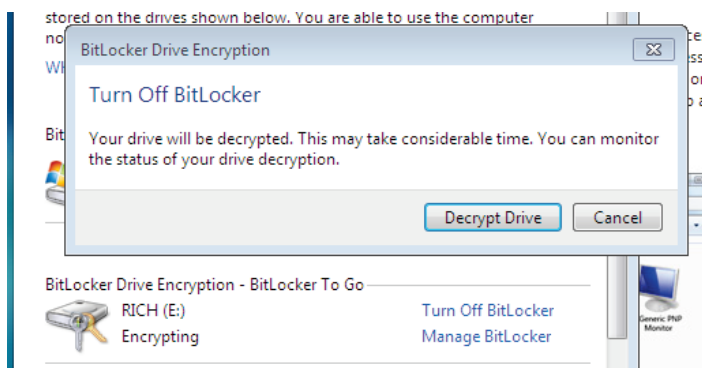 stored on the drives shown below. You are able to use the computer
no
BitLocker Drive Encryption
Wh
Turn Off BitLocker
Your drive will be decrypted. This may take considerable time. You can monitor
the status of your drive decryption.
Bit
Decrypt Drive Cancel
BitLocker Drive Encryption - BitLocker To Go
RICH (E:) Turn Off BitLocker
Encrypting Manage BitLocker
Generic PNP
Monitor